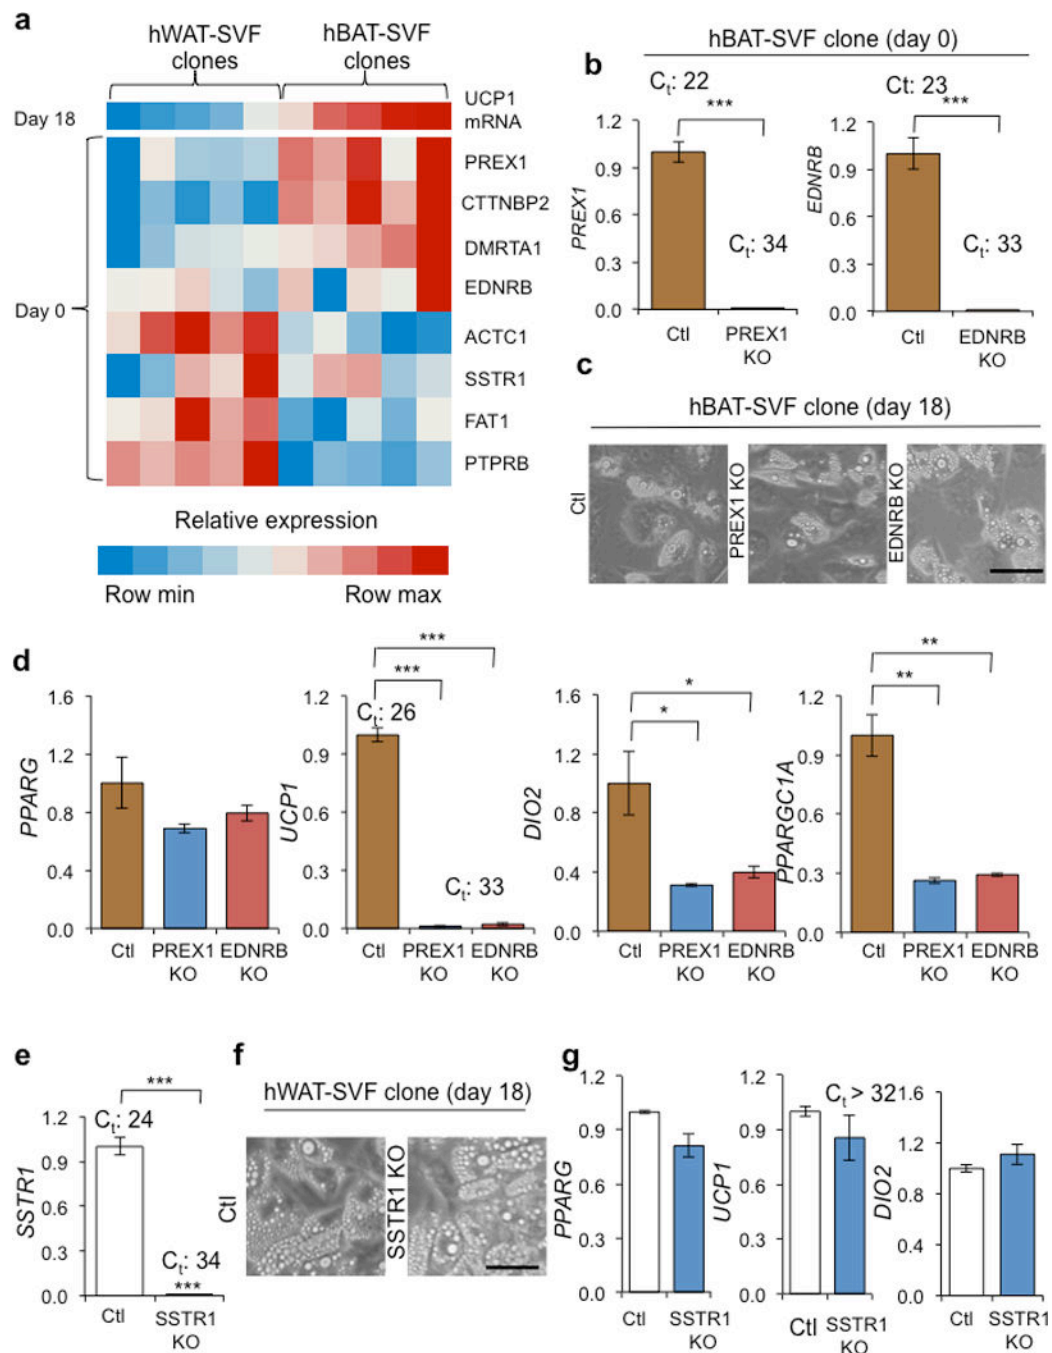 a
hWAT-SVF
clones
hBAT-SVF
clones
Day 18
UCP1
mRNA
Day 0
PREX1
CTTNBP2
DMRTA1
EDNRB
ACTC1
SSTR1
FAT1
PTPRB
Relative expression
Row min
Row max
b
hBAT-SVF clone (day 0)
Ct: 22
***
PREX1
1.2
0.9
0.6
0.3
0.0
Ct: 34
Ctl
PREX1
KO
Ct: 23
***
EDNRB
1.2
0.9
0.6
0.3
0.0
Ct: 33
Ctl
EDNRB
KO
c
hBAT-SVF clone (day 18)
Ctl
PREX1 KO
EDNRB KO
d
PPARG
1.6
1.2
0.8
0.4
0.0
Ctl
PREX1
KO
EDNRB
KO
UCP1
***
***
1.2
0.9
0.6
0.3
0.0
Ct: 26
Ct: 33
Ctl
PREX1
KO
EDNRB
KO
DIO2
*
*
1.6
1.2
0.8
0.4
0.0
Ctl
PREX1
KO
EDNRB
KO
PPARGC1A
**
**
1.2
0.9
0.6
0.3
0.0
Ctl
PREX1
KO
EDNRB
KO
e
***
SSTR1
1.2
0.9
0.6
0.3
0.0
Ct: 24
Ct: 34
***
Ctl
SSTR1
KO
f
hWAT-SVF clone (day 18)
Ctl
SSTR1 KO
g
PPARG
1.2
0.9
0.6
0.3
0.0
Ctl
SSTR1
KO
UCP1
1.2
0.9
0.6
0.3
0.0
Ct > 32
Ctl
SSTR1
KO
DIO2
1.6
1.2
0.8
0.4
0.0
Ctl
SSTR1
KO